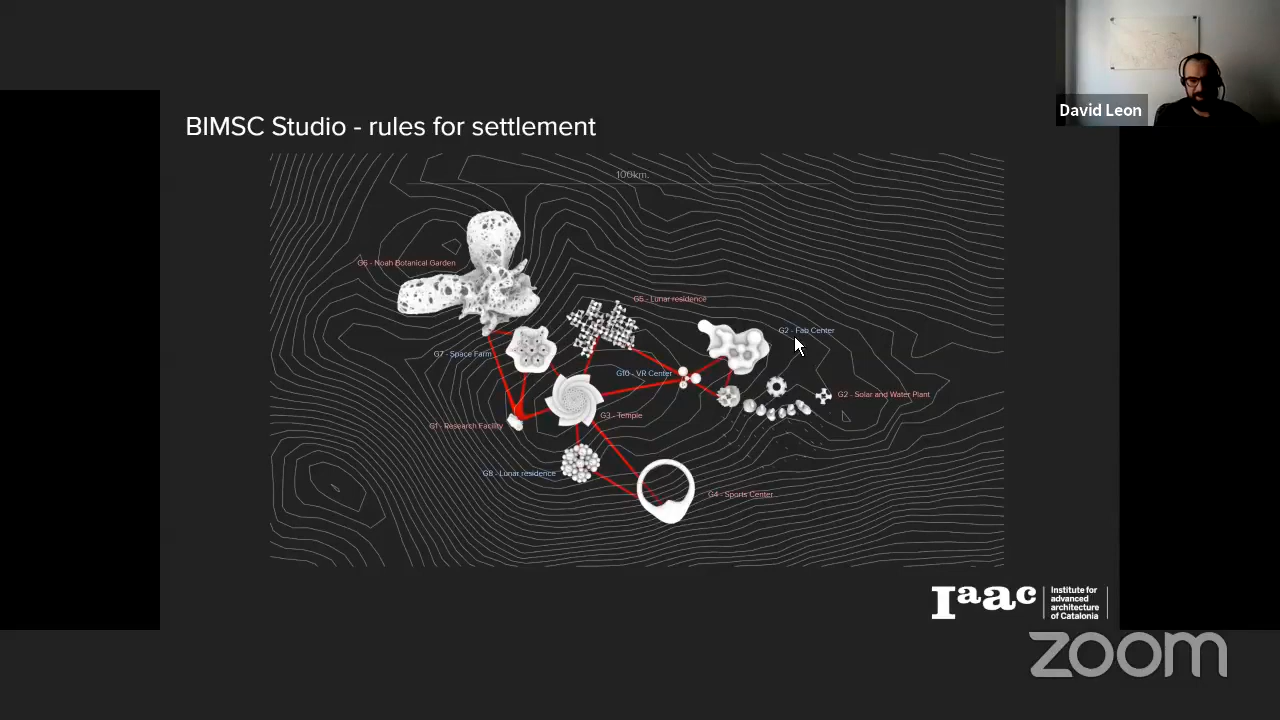 David Leon
BIMSC Studio - rules for settlement
100km.
G6 - Noah Botanical Garden
G5 - Lunar residence
G2 - Fab Center
G7 - Space Farm
G10 - VR Center
G2 - Solar and Water Plant
G3 - Temple
G1 - Research Facility
G8 - Lunar residence
G4 - Sports Center
Iaac
Institute for
advanced
architecture
of Catalonia
zoom